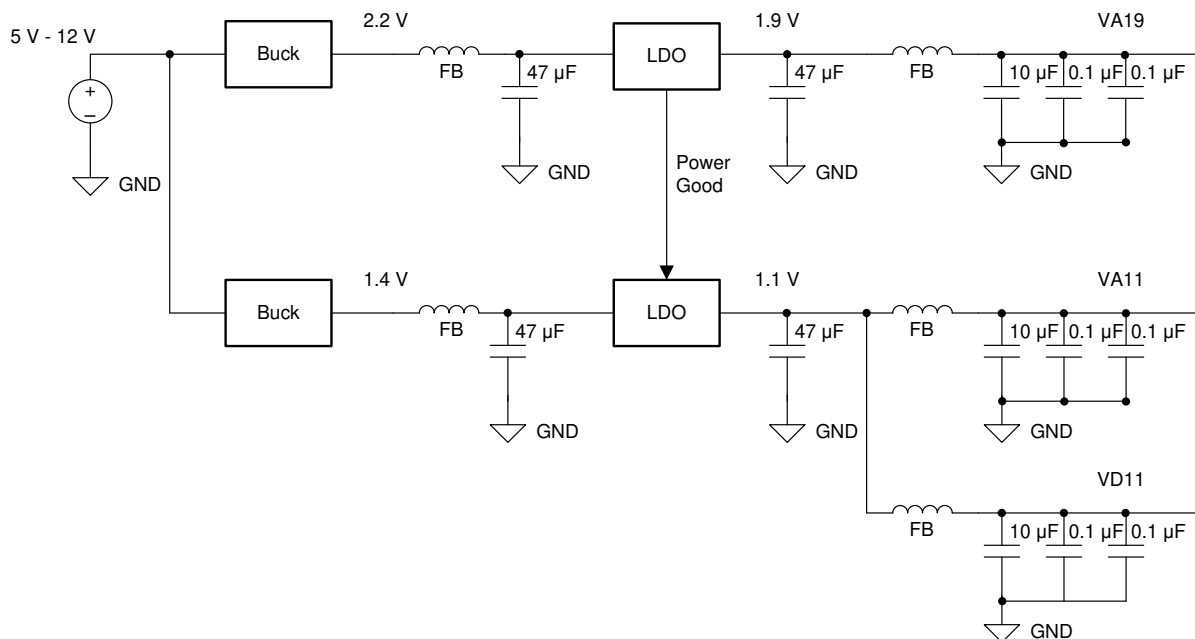 2.2 V
1.9 V
VA19
5 V - 12 V
Buck
LDO
FB
47 µF
47 µF
FB
10 µF
0.1 µF
0.1 µF
+
−
GND
GND
GND
GND
Power
Good
1.4 V
1.1 V
VA11
Buck
LDO
FB
47 µF
47 µF
FB
10 µF
0.1 µF
0.1 µF
GND
GND
GND
VD11
FB
10 µF
0.1 µF
0.1 µF
GND